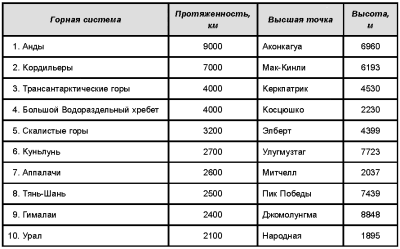 Горная система Протяженность, км Высшая точка Высота, м
1. Анды 9000 Аконкагуа 6960
2. Кордильеры 7000 Мак-Кинли 6193
3. Трансантарктические горы 4000 Керкпатрик 4530
4. Большой Водораздельный хребет 4000 Косцюшко 2230
5. Скалистые горы 3200 Элберт 4399
6. Куньлунь 2700 Улугмузтаг 7723
7. Аппалачи 2600 Митчелл 2037
8. Тянь-Шань 2500 Пик Победы 7439
9. Гималаи 2400 Джомолунгма 8848
10. Урал 2100 Народная 1895